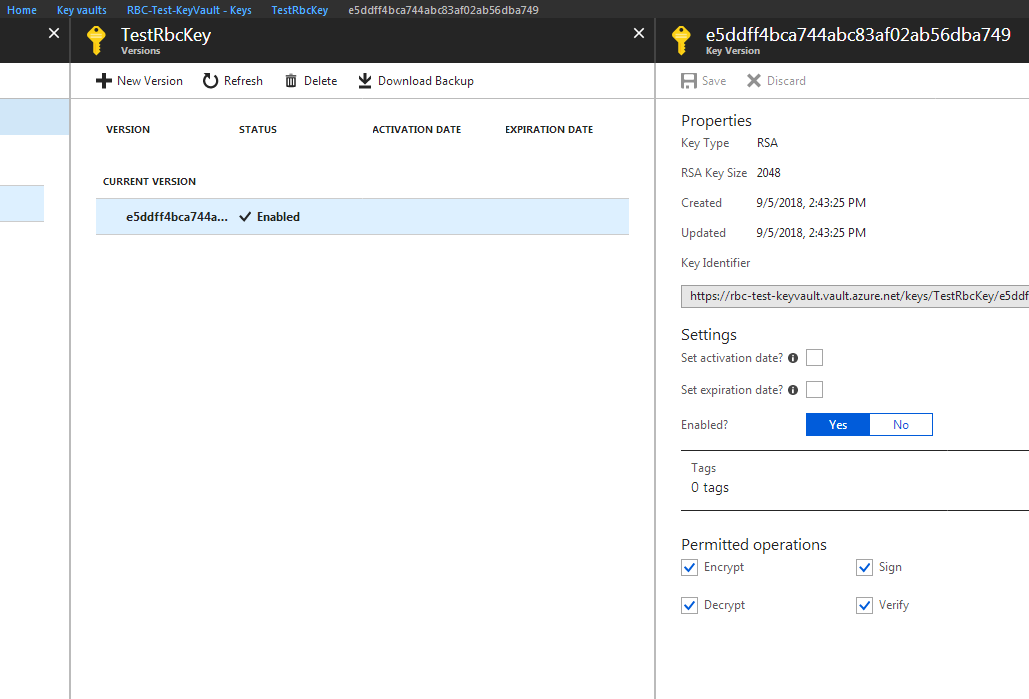 Home Key vaults RBC-Test-KeyVault - Keys TestRbcKey e5ddff4bca744abc83af02ab56dba749
TestRbcKey
Versions
New Version Refresh Delete Download Backup
VERSION STATUS ACTIVATION DATE EXPIRATION DATE
CURRENT VERSION
e5ddff4bca744a... Enabled
e5ddff4bca744abc83af02ab56dba749
Key Version
Save Discard
Properties
Key Type RSA
RSA Key Size 2048
Created 9/5/2018, 2:43:25 PM
Updated 9/5/2018, 2:43:25 PM
Key Identifier
https://rbc-test-keyvault.vault.azure.net/keys/TestRbcKey/e5ddf
Settings
Set activation date?
Set expiration date?
Enabled? Yes No
Tags
0 tags
Permitted operations
Encrypt Sign
Decrypt Verify